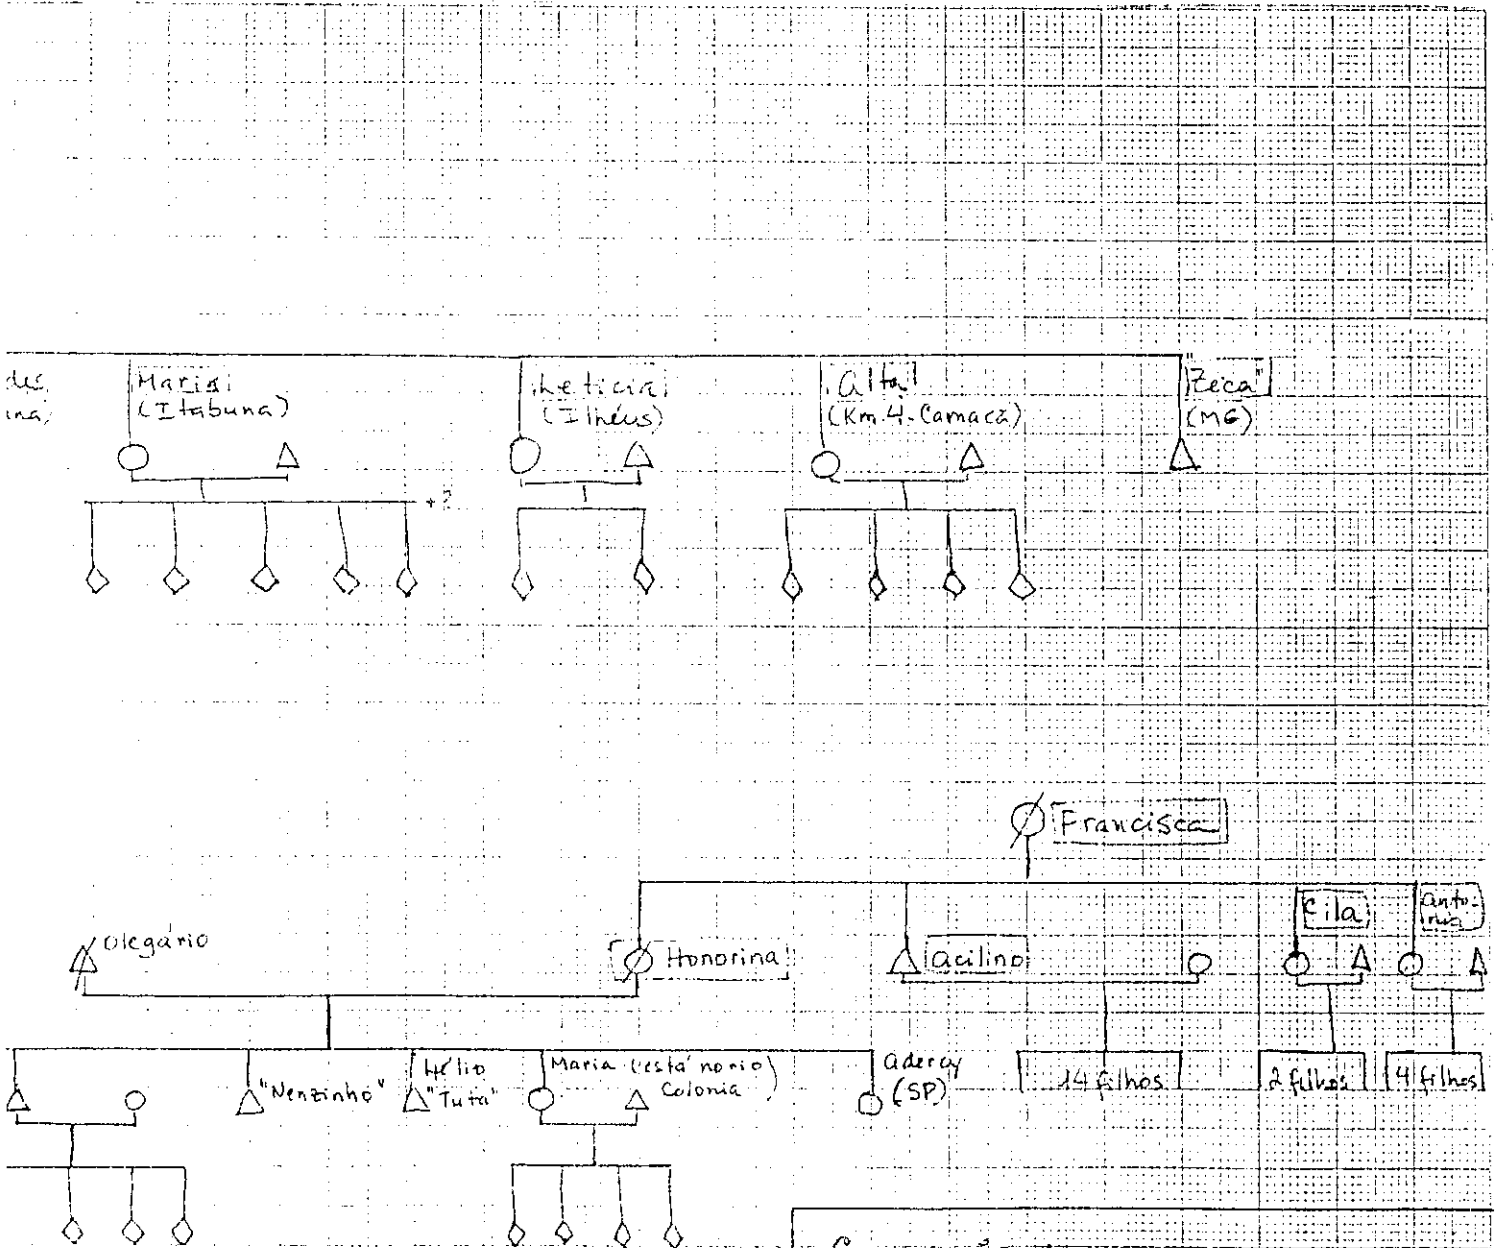 Maria
(Itabuna)
Leticia
(Ilhéus)
Alta
(Km 4-Camacã)
"Zeca"
(MG)
+2
Francisca
Olegário
Honorina
Acilino
Cila
Anto-
nia
"Nenzinho"
Hélio
"Tuta"
Maria (está no rio
Colonia)
Adercy
(SP)
14 filhos
2 filhos
4 filhos